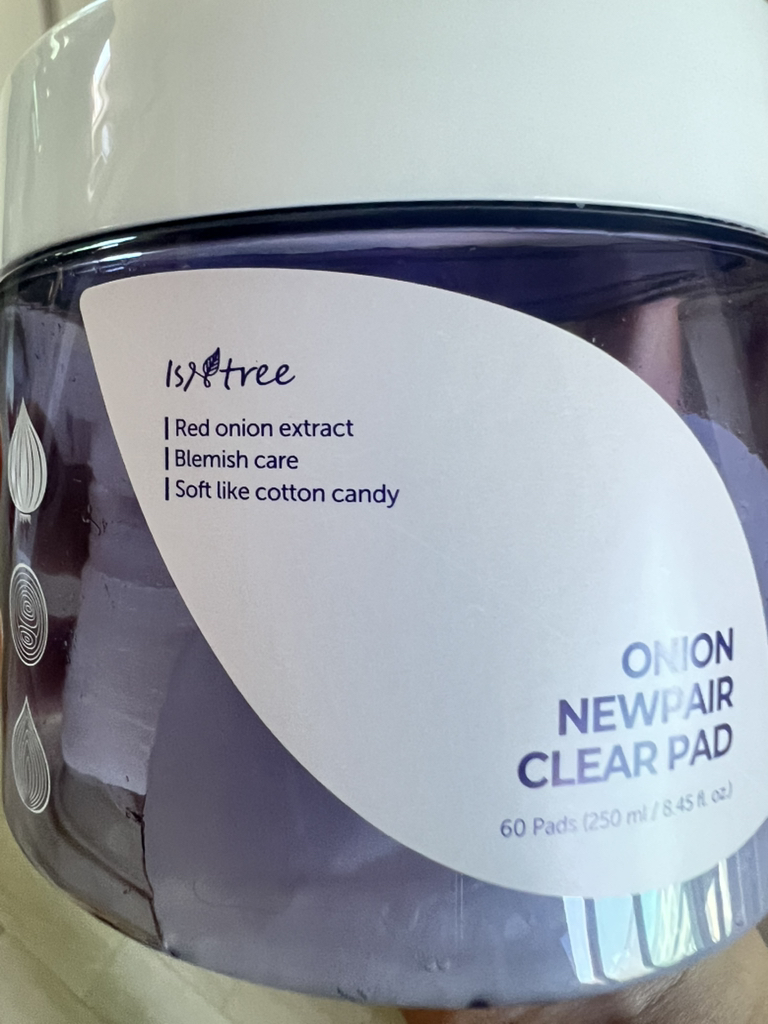 IsNtree
Red onion extract
Blemish care
Soft like cotton candy
ONION
NEWPAIR
CLEAR PAD
60 Pads (250 ml / 8.45 fl. oz.)